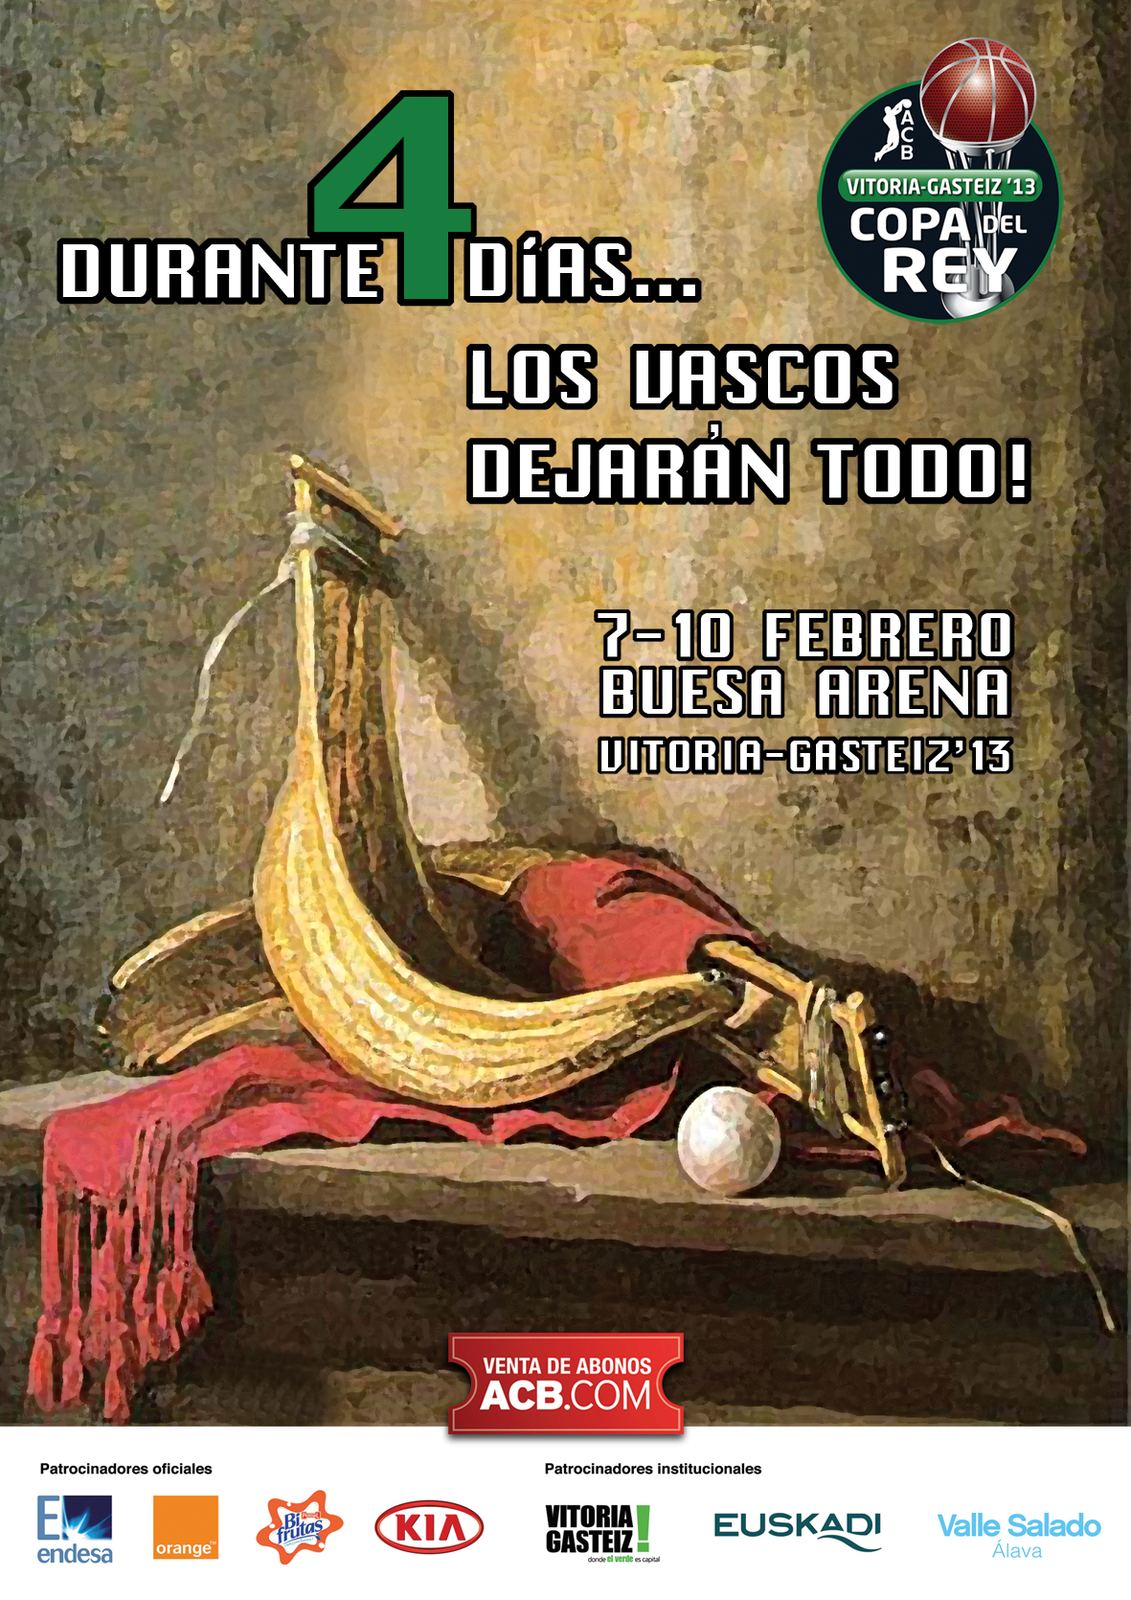 DURANTE 4 DÍAS...
LOS VASCOS
DEJARÁN TODO!
ACB
VITORIA-GASTEIZ '13
COPA DEL
REY
7-10 FEBRERO
BUESA ARENA
VITORIA-GASTEIZ'13
VENTA DE ABONOS
ACB.COM
Patrocinadores oficiales
Patrocinadores institucionales
endesa
orange™
Bi
frutas
KIA
VITORIA
GASTEIZ!
donde el verde es capital
EUSKADI
Valle Salado
Álava